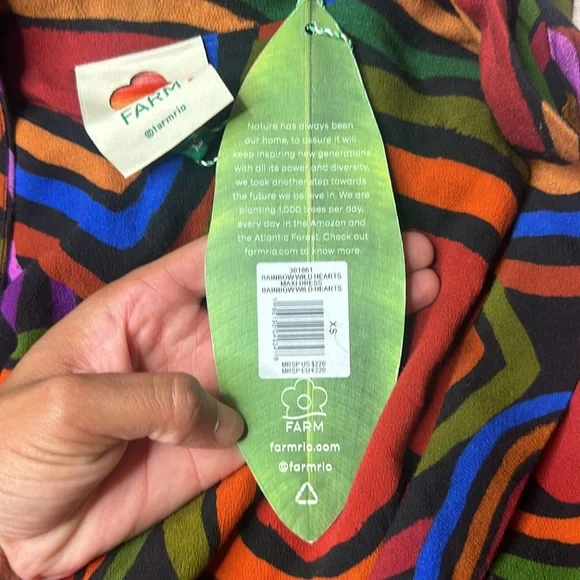 FARM
@farmrio
Nature has always been
our home, to assure it will
keep inspiring new generations
with all its power and diversity,
we took another step towards
the future we believe in. We are
planting 1,000 trees per day,
every day in the Amazon and
the Atlantic Forest. Check out
farmrio.com to know more.
301861
RAINBOW WILD HEARTS
MAXI DRESS
RAINBOW WILD HEARTS
XS
MRSP US $220
MRSP EU €220
FARM
farmrio.com
@farmrio